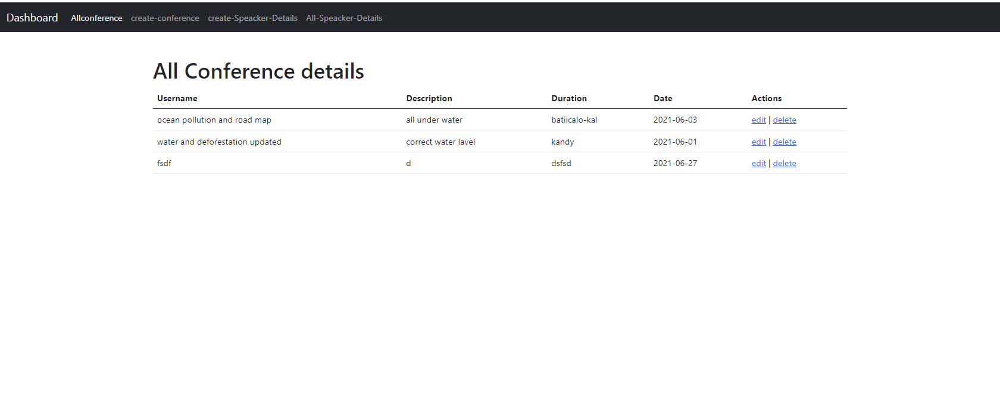 Dashboard Allconference create-conference create-Speacker-Details All-Speacker-Details
All Conference details
Username Description Duration Date Actions
ocean pollution and road map all under water batiicalo-kal 2021-06-03 edit | delete
water and deforestation updated correct water lavel kandy 2021-06-01 edit | delete
fsdf d dsfsd 2021-06-27 edit | delete